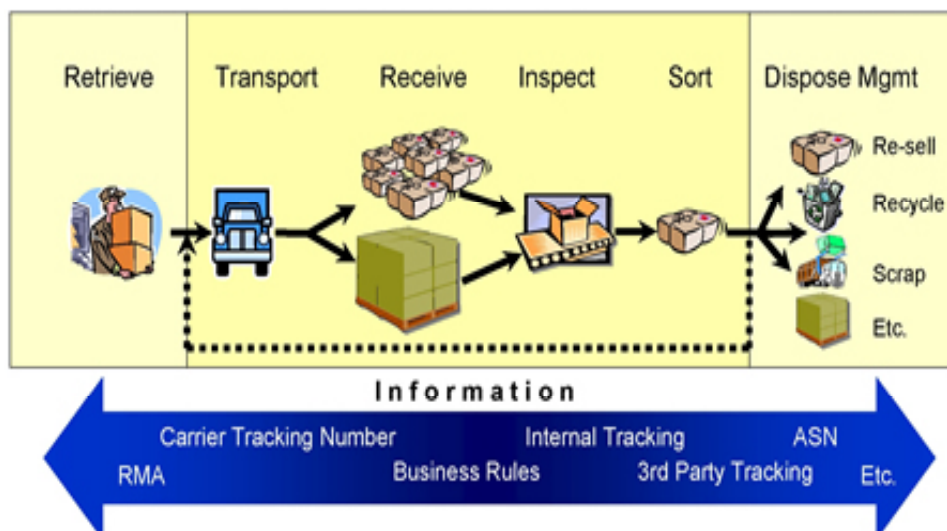 Retrieve
Transport
Receive
Inspect
Sort
Dispose Mgmt
Re-sell
Recycle
Scrap
Etc.
Information
Carrier Tracking Number
Internal Tracking
ASN
RMA
Business Rules
3rd Party Tracking
Etc.